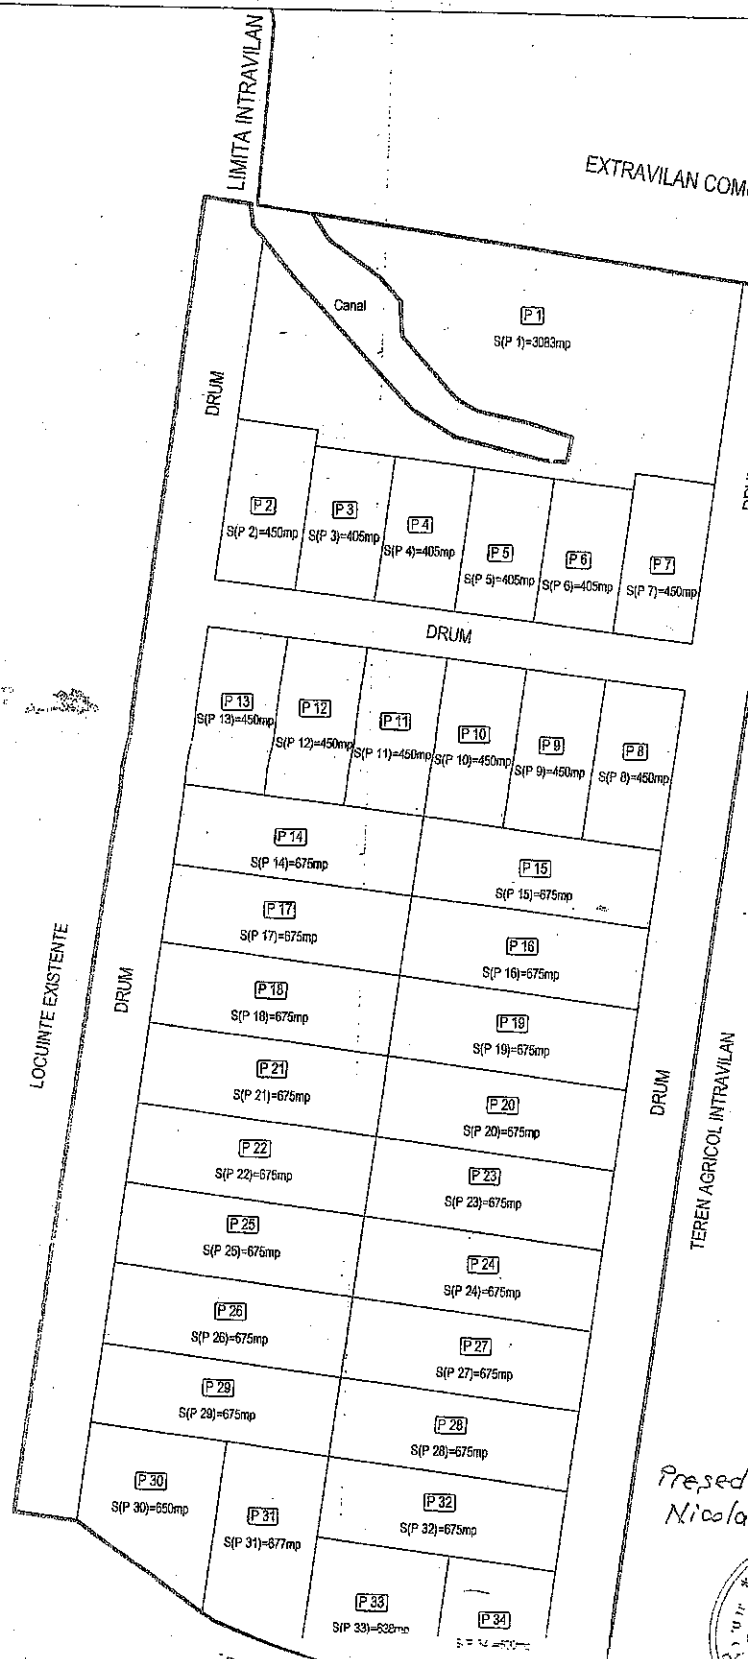 LIMITA INTRAVILAN
EXTRAVILAN
Canal
P 1
S(P 1)=3083mp
DRUM
P 2
S(P 2)=450mp
P 3
S(P 3)=405mp
P 4
S(P 4)=405mp
P 5
S(P 5)=405mp
P 6
S(P 6)=405mp
P 7
S(P 7)=450mp
DRUM
P 13
S(P 13)=450mp
P 12
S(P 12)=450mp
P 11
S(P 11)=450mp
P 10
S(P 10)=450mp
P 9
S(P 9)=450mp
P 8
S(P 8)=450mp
P 14
S(P 14)=675mp
P 15
S(P 15)=675mp
P 17
S(P 17)=675mp
P 16
S(P 16)=675mp
P 18
S(P 18)=675mp
P 19
S(P 19)=675mp
LOCUINTE EXISTENTE
DRUM
P 21
S(P 21)=675mp
P 20
S(P 20)=675mp
DRUM
TEREN AGRICOL INTRAVILAN
P 22
S(P 22)=675mp
P 23
S(P 23)=675mp
P 25
S(P 25)=675mp
P 24
S(P 24)=675mp
P 26
S(P 26)=675mp
P 27
S(P 27)=675mp
P 29
S(P 29)=675mp
P 28
S(P 28)=675mp
P 30
S(P 30)=650mp
P 31
S(P 31)=677mp
P 32
S(P 32)=675mp
P 33
S(P 33)=638mp
P 34